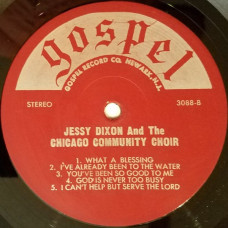 gospel
GOSPEL RECORD CO. NEWARK, N.J.
STEREO 3068-B
JESSY DIXON And The
CHICAGO COMMUNITY CHOIR
1. WHAT A BLESSING
2. I'VE ALREADY BEEN TO THE WATER
3. YOU'VE BEEN SO GOOD TO ME
4. GOD IS NEVER TOO BUSY
5. I CAN'T HELP BUT SERVE THE LORD